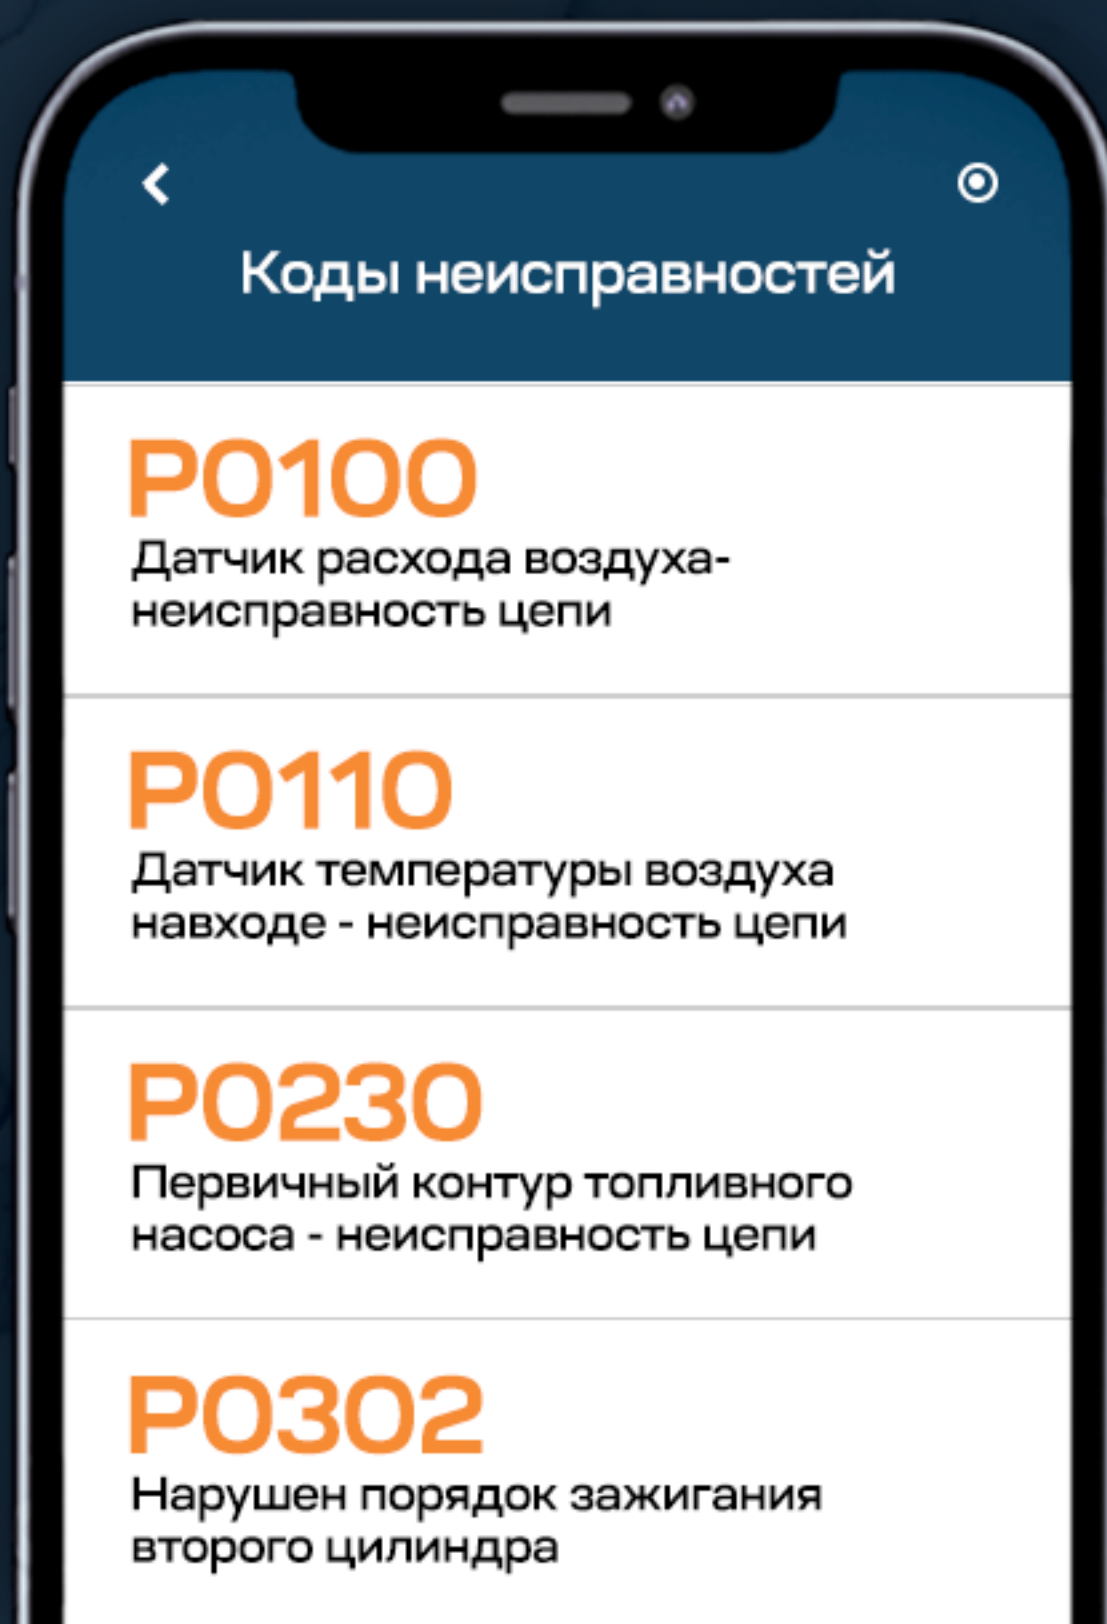 Коды неисправностей
P0100
Датчик расхода воздуха-
неисправность цепи
P0110
Датчик температуры воздуха
навходе - неисправность цепи
P0230
Первичный контур топливного
насоса - неисправность цепи
P0302
Нарушен порядок зажигания
второго цилиндра